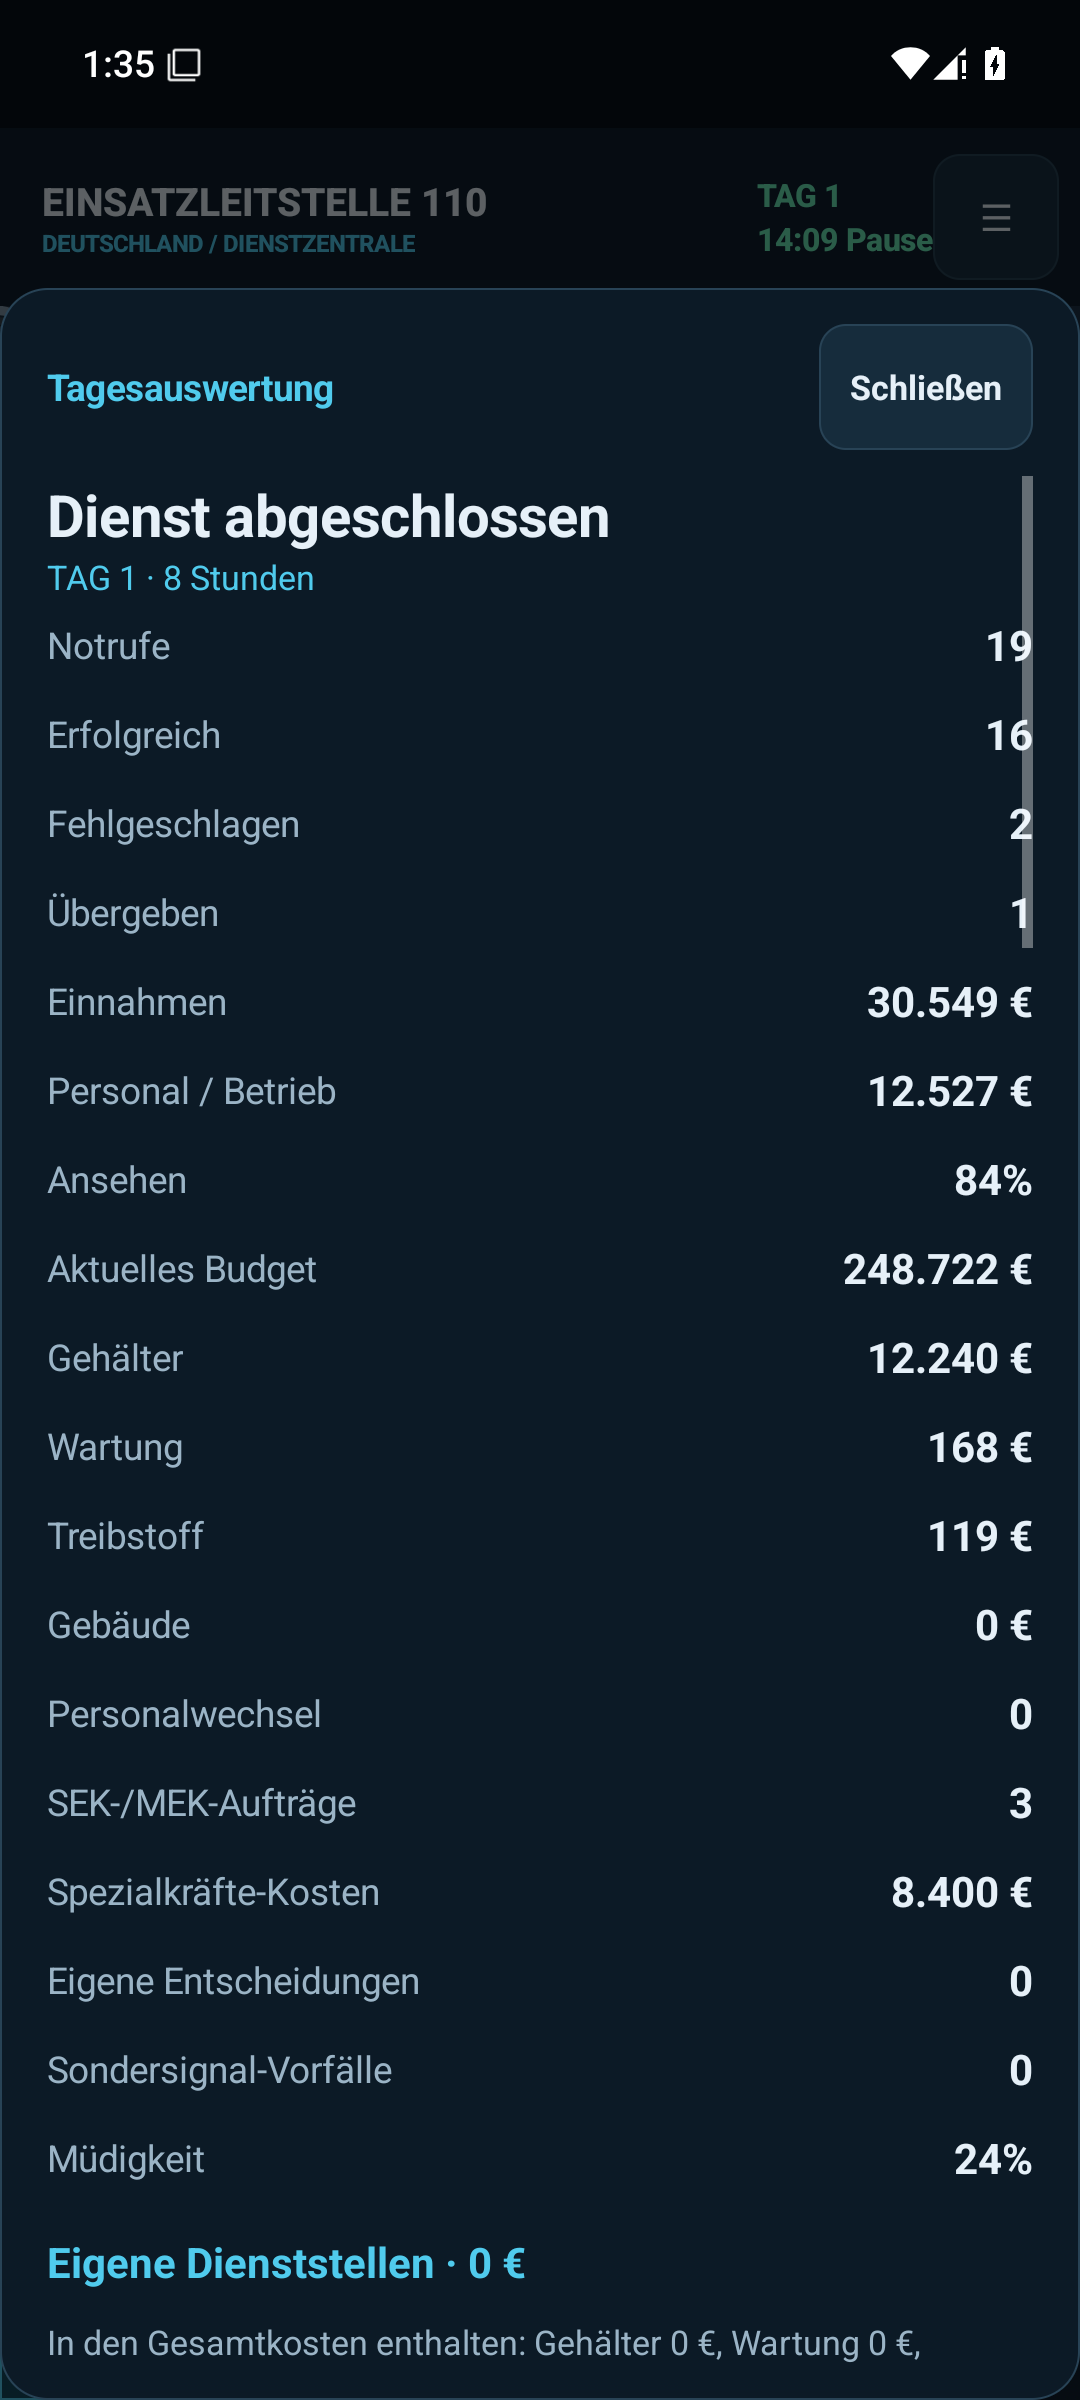 1:35
EINSATZLEITSTELLE 110
DEUTSCHLAND / DIENSTZENTRALE
TAG 1
14:09 Pause
Tagesauswertung
Schließen
Dienst abgeschlossen
TAG 1 · 8 Stunden
Notrufe 19
Erfolgreich 16
Fehlgeschlagen 2
Übergeben 1
Einnahmen 30.549 €
Personal / Betrieb 12.527 €
Ansehen 84%
Aktuelles Budget 248.722 €
Gehälter 12.240 €
Wartung 168 €
Treibstoff 119 €
Gebäude 0 €
Personalwechsel 0
SEK-/MEK-Aufträge 3
Spezialkräfte-Kosten 8.400 €
Eigene Entscheidungen 0
Sondersignal-Vorfälle 0
Müdigkeit 24%
Eigene Dienststellen · 0 €
In den Gesamtkosten enthalten: Gehälter 0 €, Wartung 0 €,